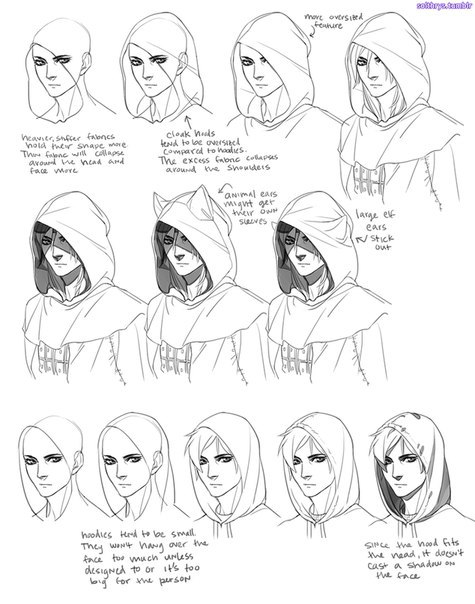 solthrys.tumblr
more oversized
feature
heavier, stiffer fabrics
hold their shape more.
Thin fabric will collapse
around the head and
face more
cloak hoods
tend to be oversized
compared to hoodies.
The excess fabric collapses
around the shoulders
animal ears
might get
their own
sleeves
large elf
ears
stick
out
hoodies tend to be small.
They won't hang over the
face too much unless
designed to or it's too
big for the person
since the hood fits
the head, it doesn't
cast a shadow on
the face